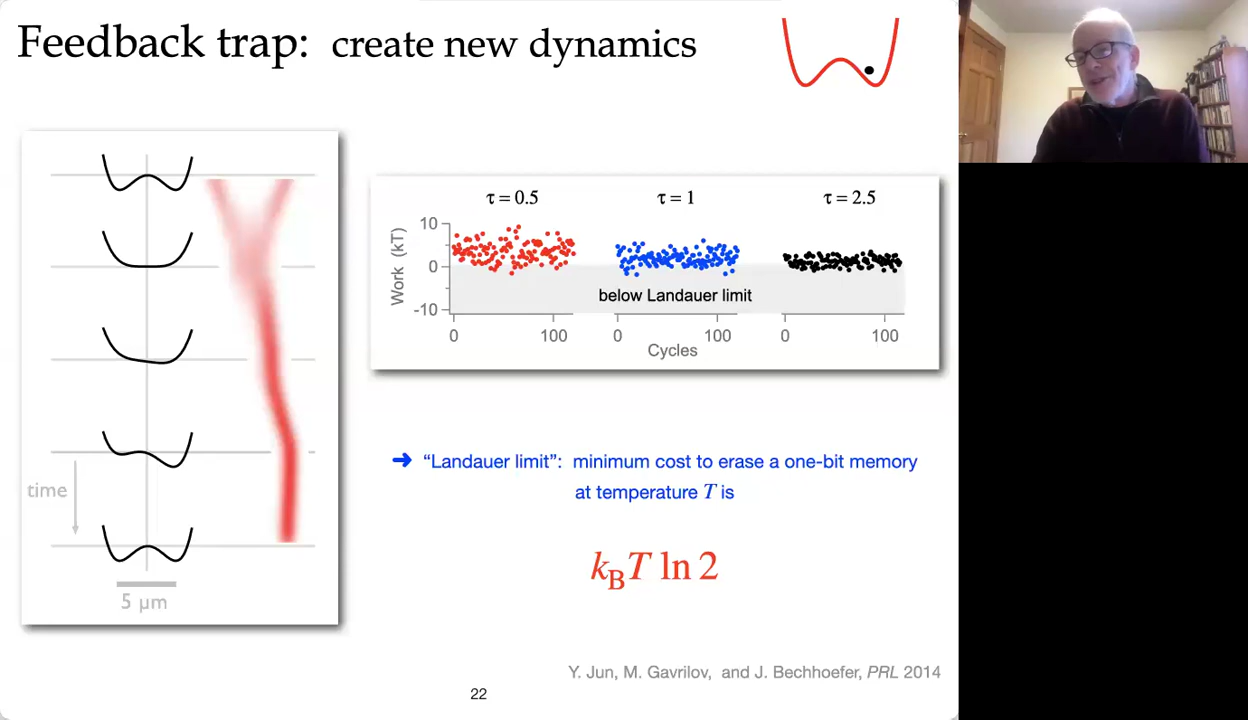 Feedback trap: create new dynamics
time
5 μm
τ = 0.5 τ = 1 τ = 2.5
Work (kT)
10
0
-10
below Landauer limit
0 100 0 100 0 100
Cycles
➔ “Landauer limit”: minimum cost to erase a one-bit memory
at temperature T is
k_B T ln 2
Y. Jun, M. Gavrilov, and J. Bechhoefer, PRL 2014
22